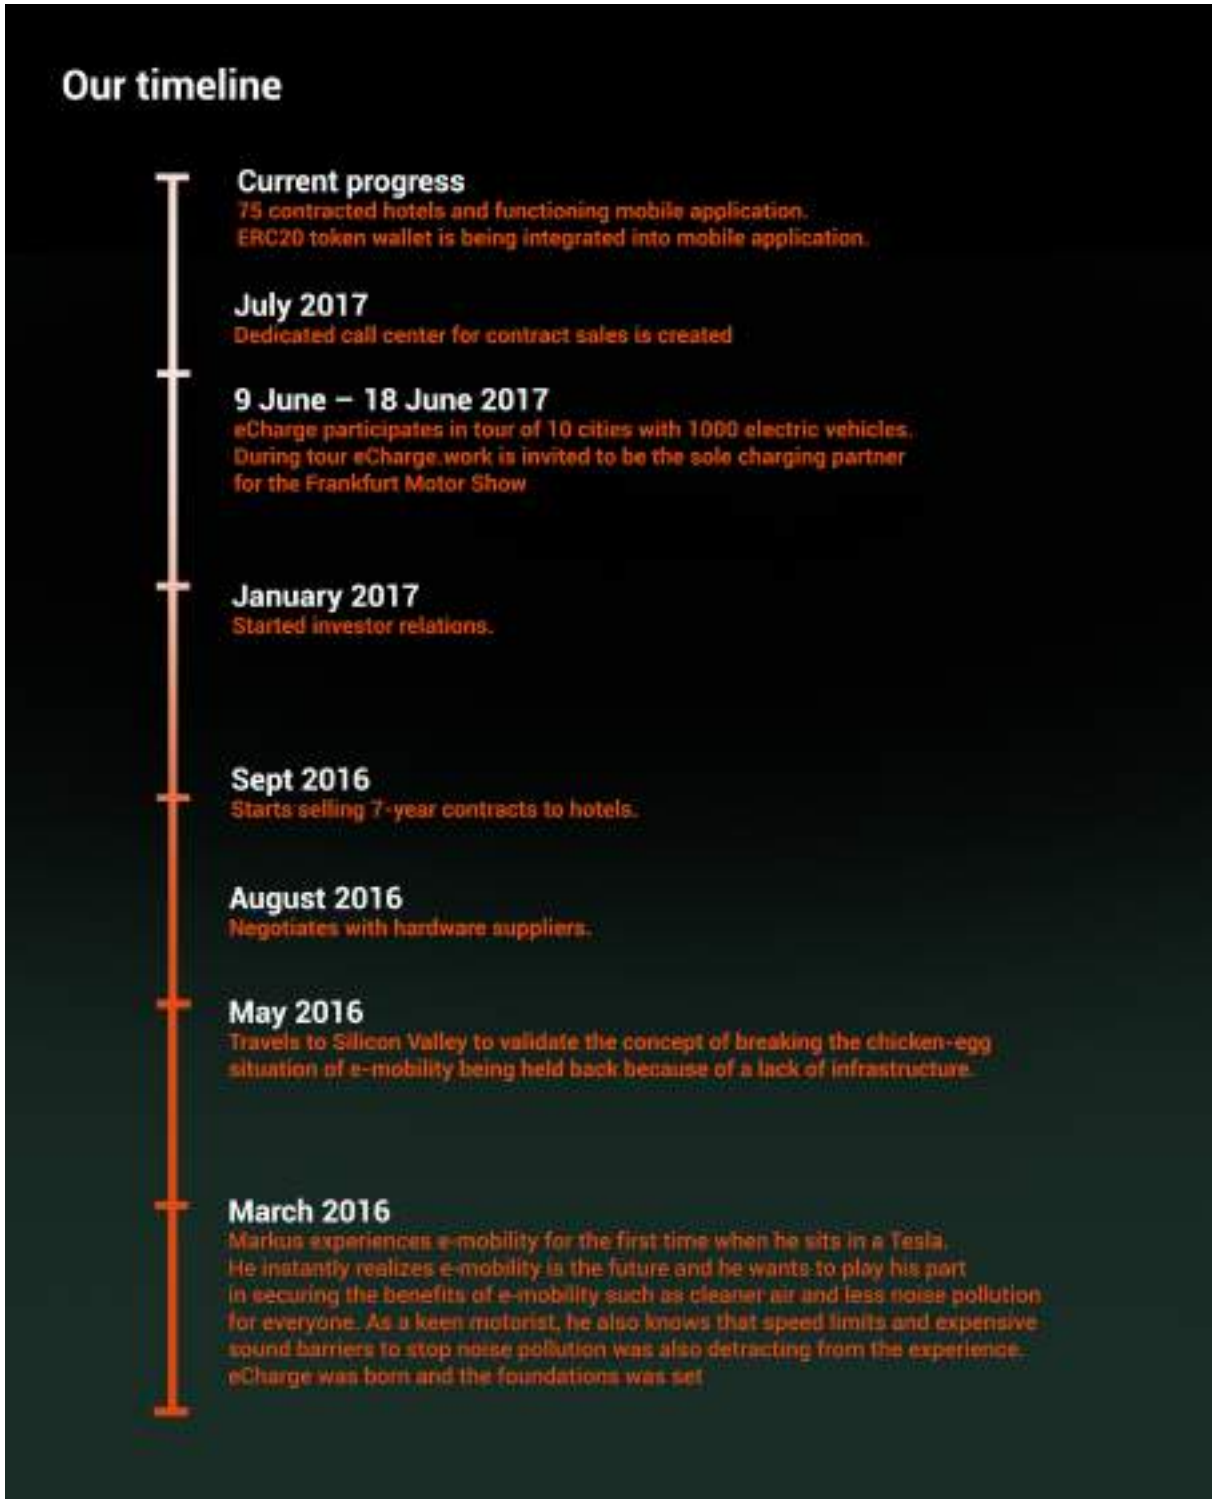 Our timeline
Current progress
75 contracted hotels and functioning mobile application.
ERC20 token wallet is being integrated into mobile application.
July 2017
Dedicated call center for contract sales is created
9 June – 18 June 2017
eCharge participates in tour of 10 cities with 1000 electric vehicles.
During tour eCharge.work is invited to be the sole charging partner
for the Frankfurt Motor Show
January 2017
Started investor relations.
Sept 2016
Starts selling 7-year contracts to hotels.
August 2016
Negotiates with hardware suppliers.
May 2016
Travels to Silicon Valley to validate the concept of breaking the chicken-egg
situation of e-mobility being held back because of a lack of infrastructure.
March 2016
Markus experiences e-mobility for the first time when he sits in a Tesla.
He instantly realizes e-mobility is the future and he wants to play his part
in securing the benefits of e-mobility such as cleaner air and less noise pollution
for everyone. As a keen motorist, he also knows that speed limits and expensive
sound barriers to stop noise pollution was also detracting from the experience.
eCharge was born and the foundations was set